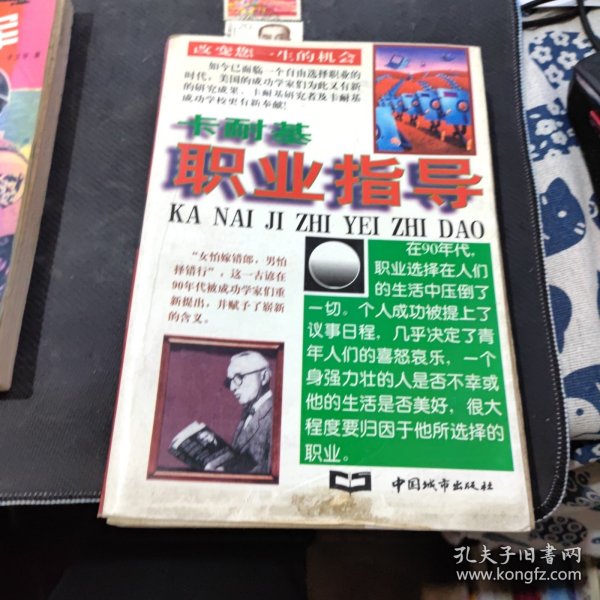 改变您一生的机会
如今已面临一个自由选择职业的
时代，美国的成功学家们为此又有新
的研究成果，卡耐基研究者及卡耐基
成功学校更有新奉献!
卡耐基
职业指导
KA NAI JI ZHI YEI ZHI DAO
“女怕嫁错郎，男怕
择错行”，这一古谚在
90年代被成功学家们重
新提出，并赋予了崭新
的含义。
在90年代，
职业选择在人们
的生活中压倒了
一切。个人成功被提上了
议事日程，几乎决定了青
年人们的喜怒哀乐，一个
身强力壮的人是否不幸或
他的生活是否美好，很大
程度要归因于他所选择的
职业。
中国城市出版社
孔夫子旧书网
www.kongfz.com